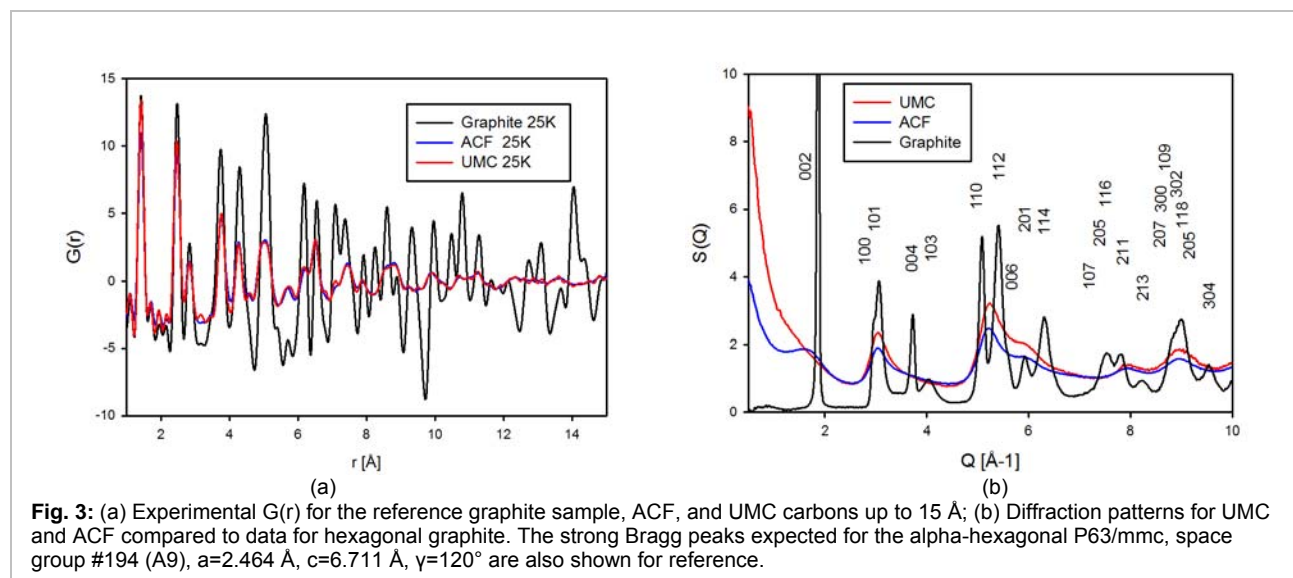 15
10
5
0
-5
-10
G(r)
Graphite 25K
ACF 25K
UMC 25K
2 4 6 8 10 12 14
r [Å]
(a)
10
8
6
4
2
0
S(Q)
UMC
ACF
Graphite
002
100
101
004
103
110
112
006
201
114
107
205
116
211
213
207
300
109
302
118
205
304
2 4 6 8 10
Q [Å-1]
(b)
Fig. 3: (a) Experimental G(r) for the reference graphite sample, ACF, and UMC carbons up to 15 Å; (b) Diffraction patterns for UMC
and ACF compared to data for hexagonal graphite. The strong Bragg peaks expected for the alpha-hexagonal P63/mmc, space
group #194 (A9), a=2.464 Å, c=6.711 Å, γ=120° are also shown for reference.